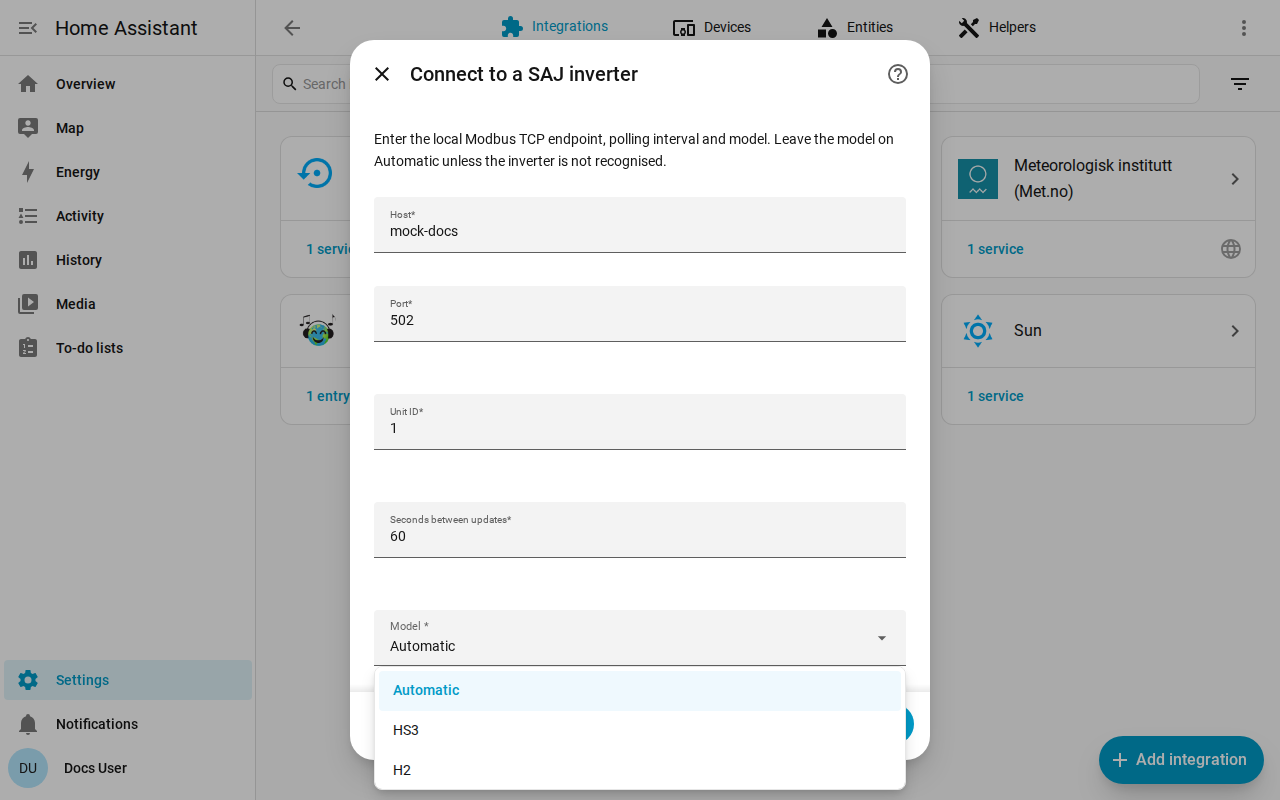 Home Assistant
Integrations
Devices
Entities
Helpers
Overview
Map
Energy
Activity
History
Media
To-do lists
Settings
Notifications
DU
Docs User
Search
Connect to a SAJ inverter
Enter the local Modbus TCP endpoint, polling interval and model. Leave the model on
Automatic unless the inverter is not recognised.
Host*
mock-docs
Port*
502
Unit ID*
1
Seconds between updates*
60
Model *
Automatic
Automatic
HS3
H2
1
1 entry
Meteorologisk institutt
(Met.no)
1 service
Sun
1 service
Add integration